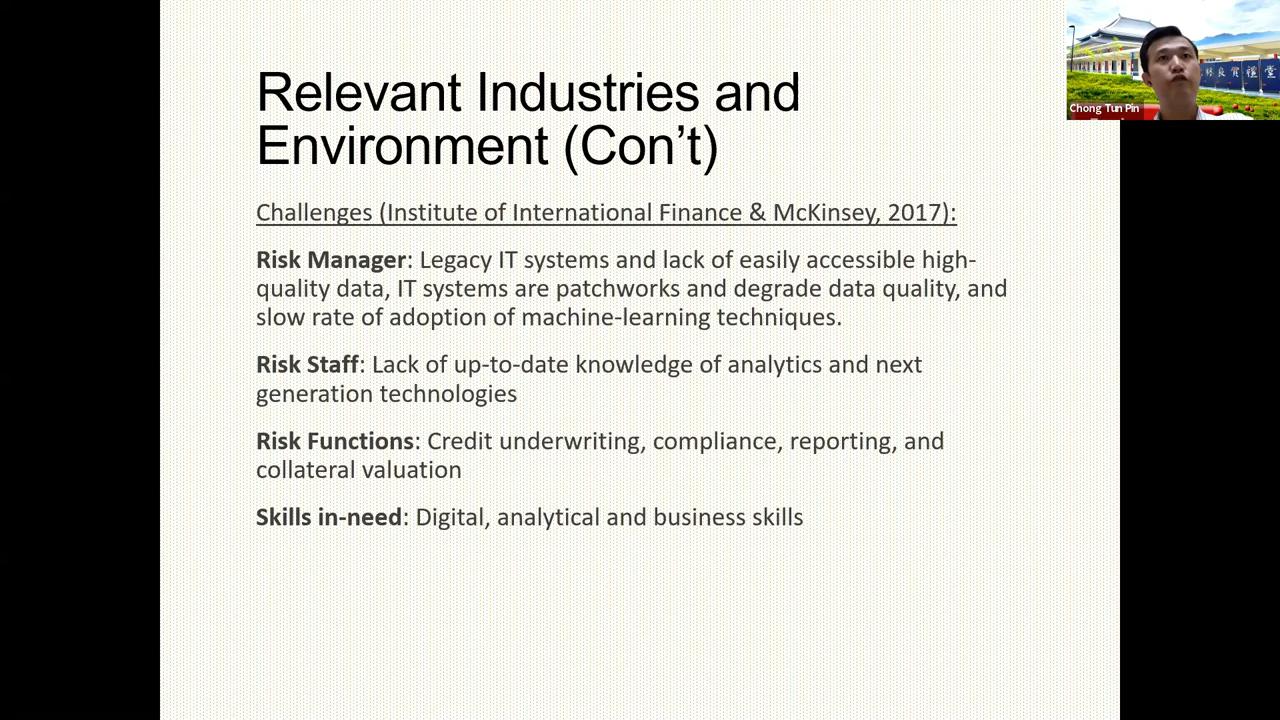 Relevant Industries and
Environment (Con’t)
Challenges (Institute of International Finance & McKinsey, 2017):
Risk Manager: Legacy IT systems and lack of easily accessible high-
quality data, IT systems are patchworks and degrade data quality, and
slow rate of adoption of machine-learning techniques.
Risk Staff: Lack of up-to-date knowledge of analytics and next
generation technologies
Risk Functions: Credit underwriting, compliance, reporting, and
collateral valuation
Skills in-need: Digital, analytical and business skills
Chong Tun Pin